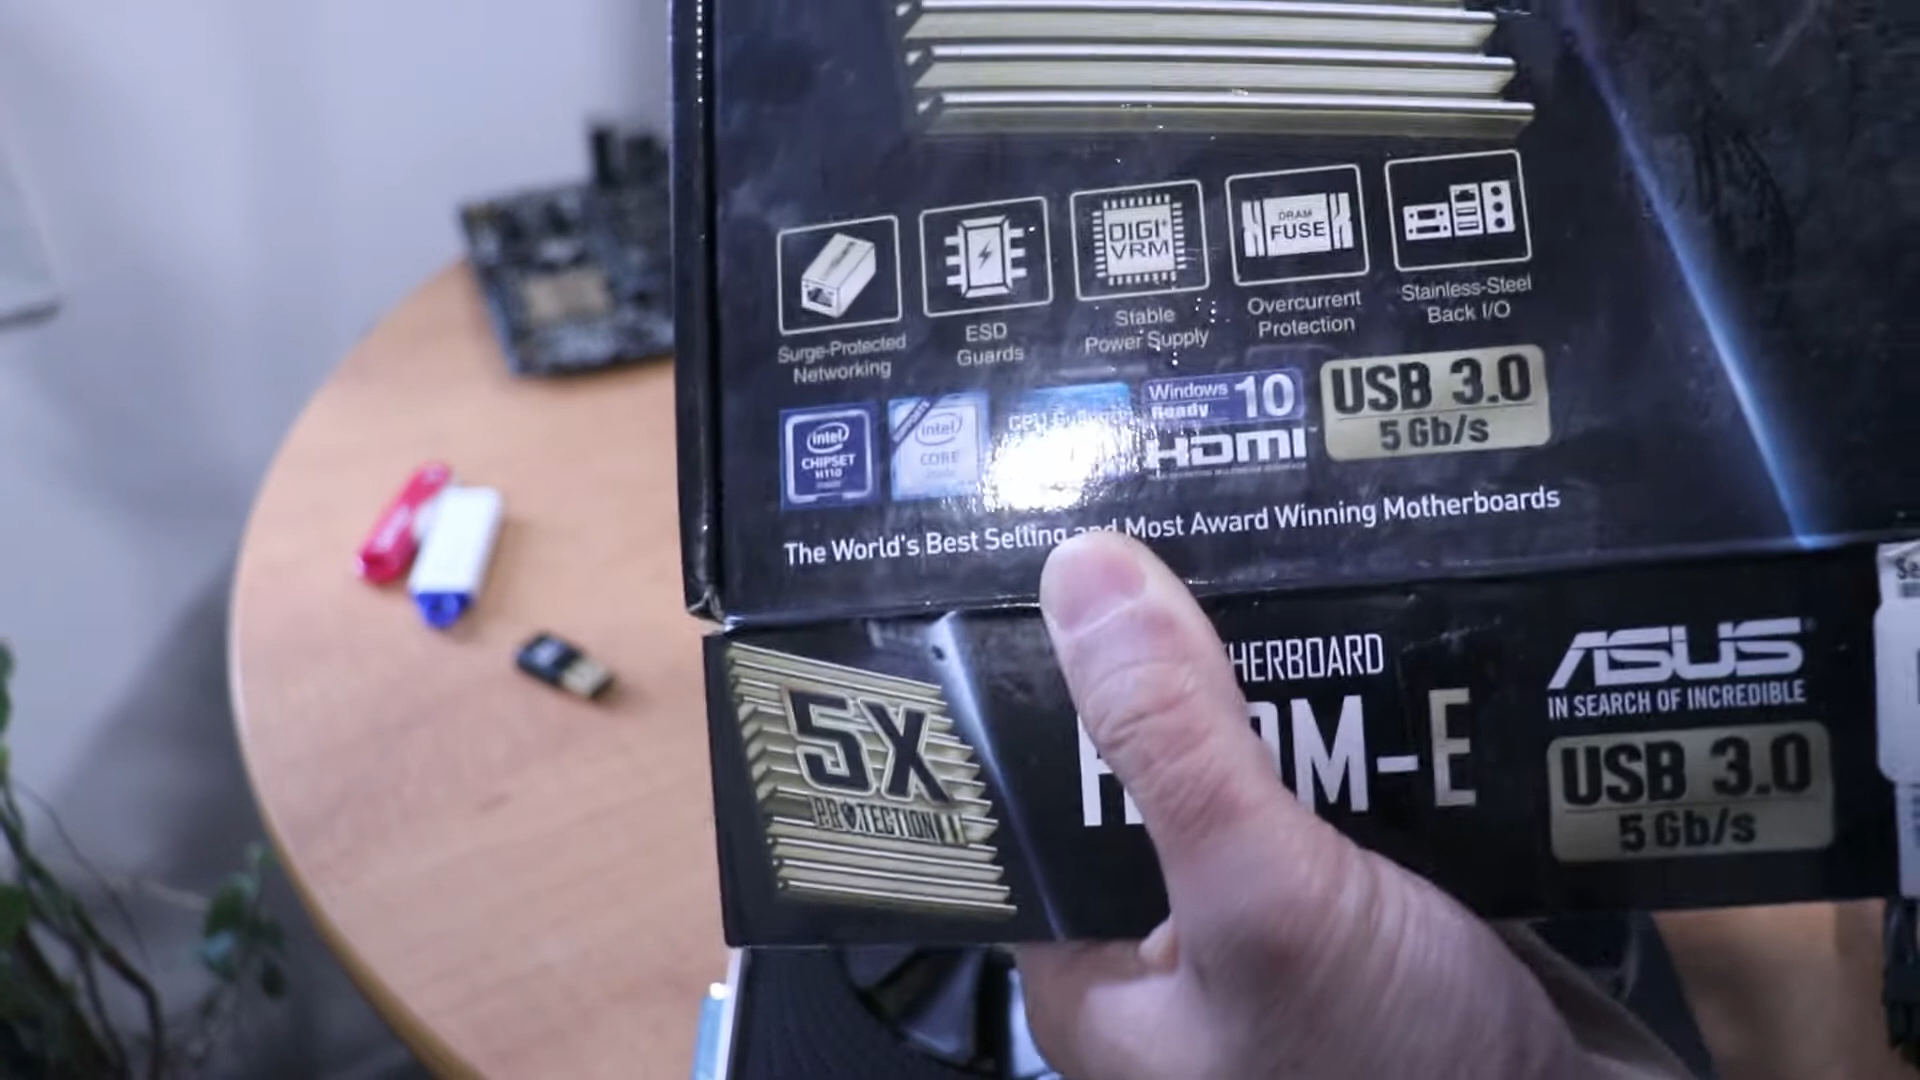 DIGI+
VRM
DRAM
FUSE
Surge-Protected
Networking
ESD
Guards
Stable
Power Supply
Overcurrent
Protection
Stainless-Steel
Back I/O
intel
CHIPSET
H110
intel
CORE
Windows 10
Ready
HDMI
USB 3.0
5 Gb/s
The World's Best Selling and Most Award Winning Motherboards
5X
PROTECTION II
HERBOARD
M-E
ASUS
IN SEARCH OF INCREDIBLE
USB 3.0
5 Gb/s